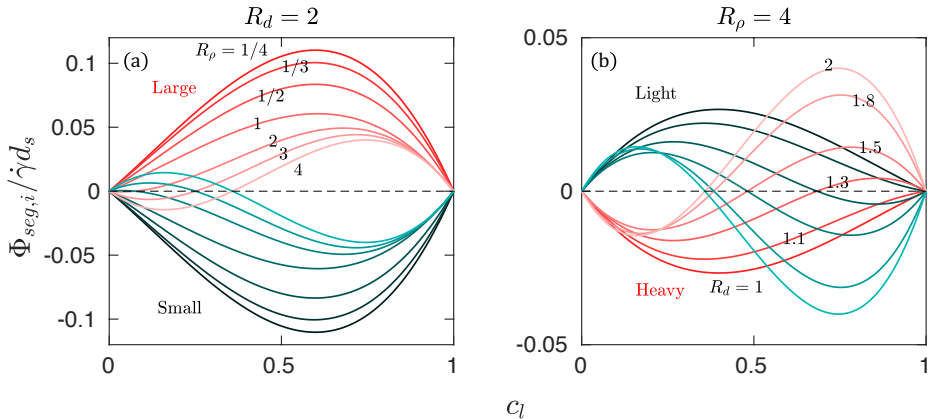 R_d = 2
(a)
R_ρ = 1/4
1/3
1/2
1
2
3
4
Large
Small
0.1
0.05
0
-0.05
-0.1
0
0.5
1
Φ_{seg,i}/γ̇d_s
R_ρ = 4
(b)
Light
Heavy
2
1.8
1.5
1.3
1.1
R_d = 1
0.05
0
-0.05
0
0.5
1
c_l